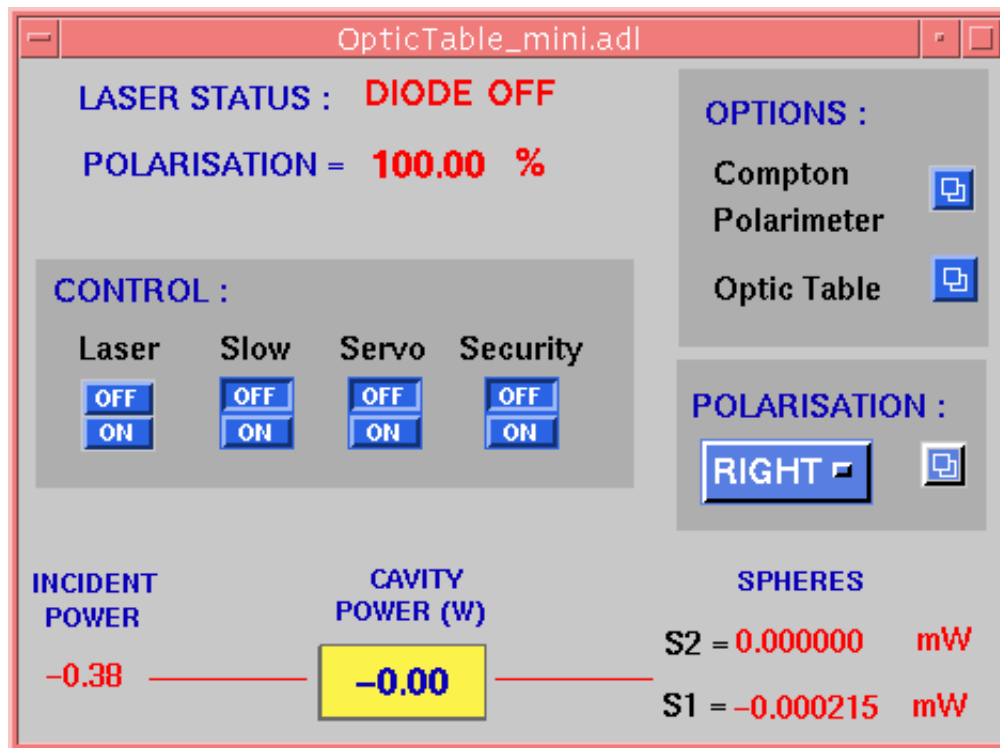 OpticTable_mini.adl
LASER STATUS : DIODE OFF
POLARISATION = 100.00 %
OPTIONS :
Compton
Polarimeter
Optic Table
CONTROL :
Laser Slow Servo Security
OFF OFF OFF OFF
ON ON ON ON
POLARISATION :
RIGHT
INCIDENT
POWER
-0.38
CAVITY
POWER (W)
-0.00
SPHERES
S2 = 0.000000 mW
S1 = -0.000215 mW